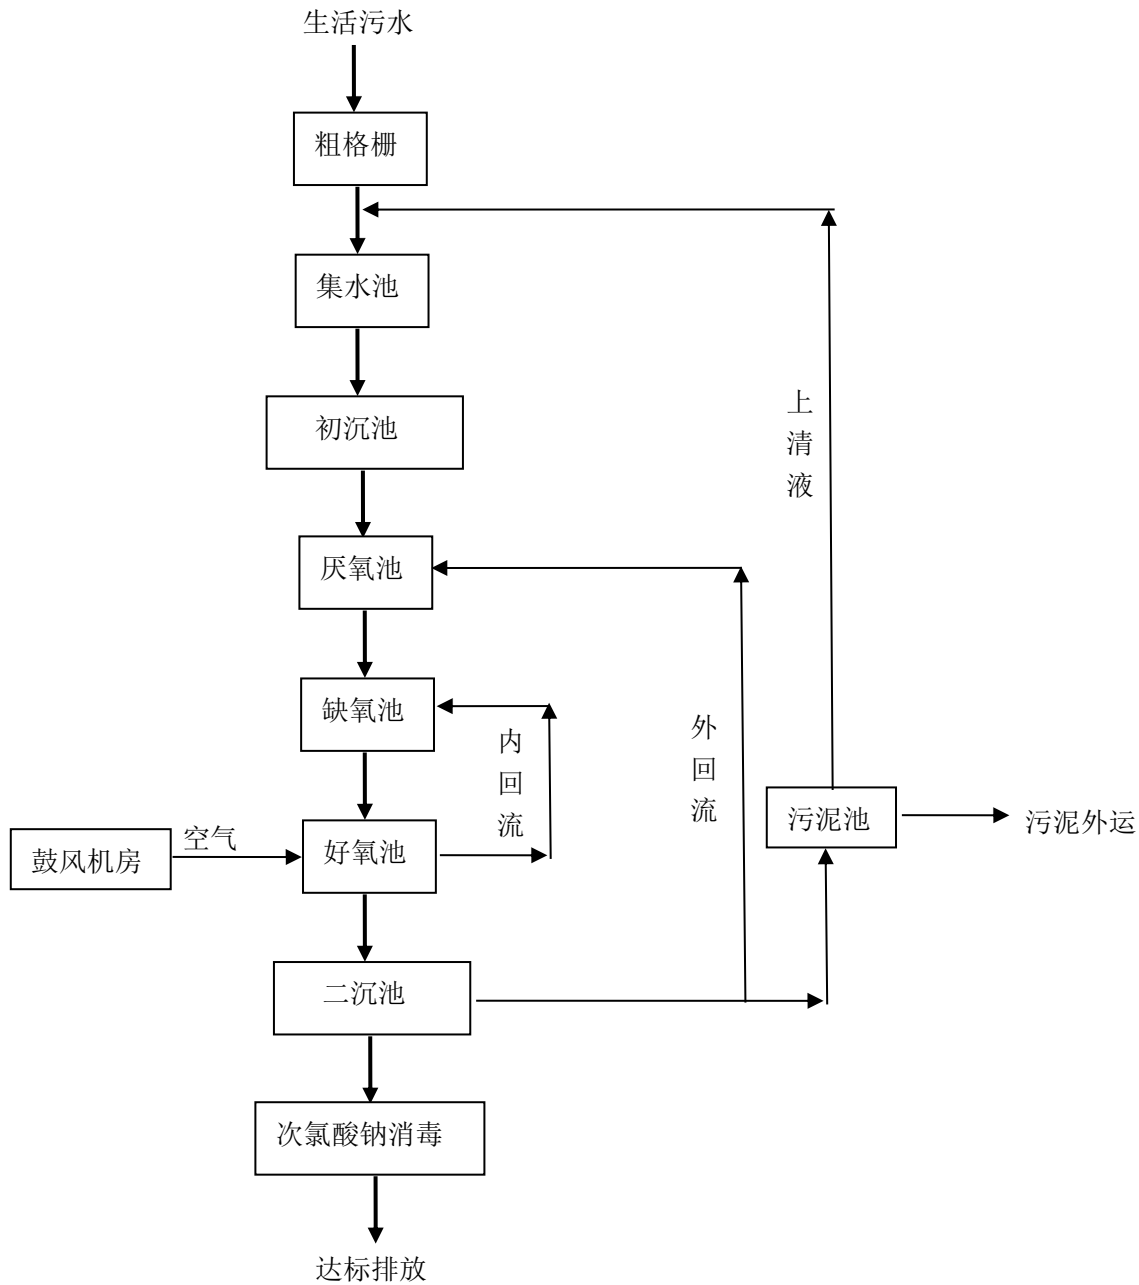 生活污水
粗格栅
集水池
初沉池
上清液
厌氧池
缺氧池
内回流
外回流
污泥池
污泥外运
鼓风机房
空气
好氧池
二沉池
次氯酸钠消毒
达标排放